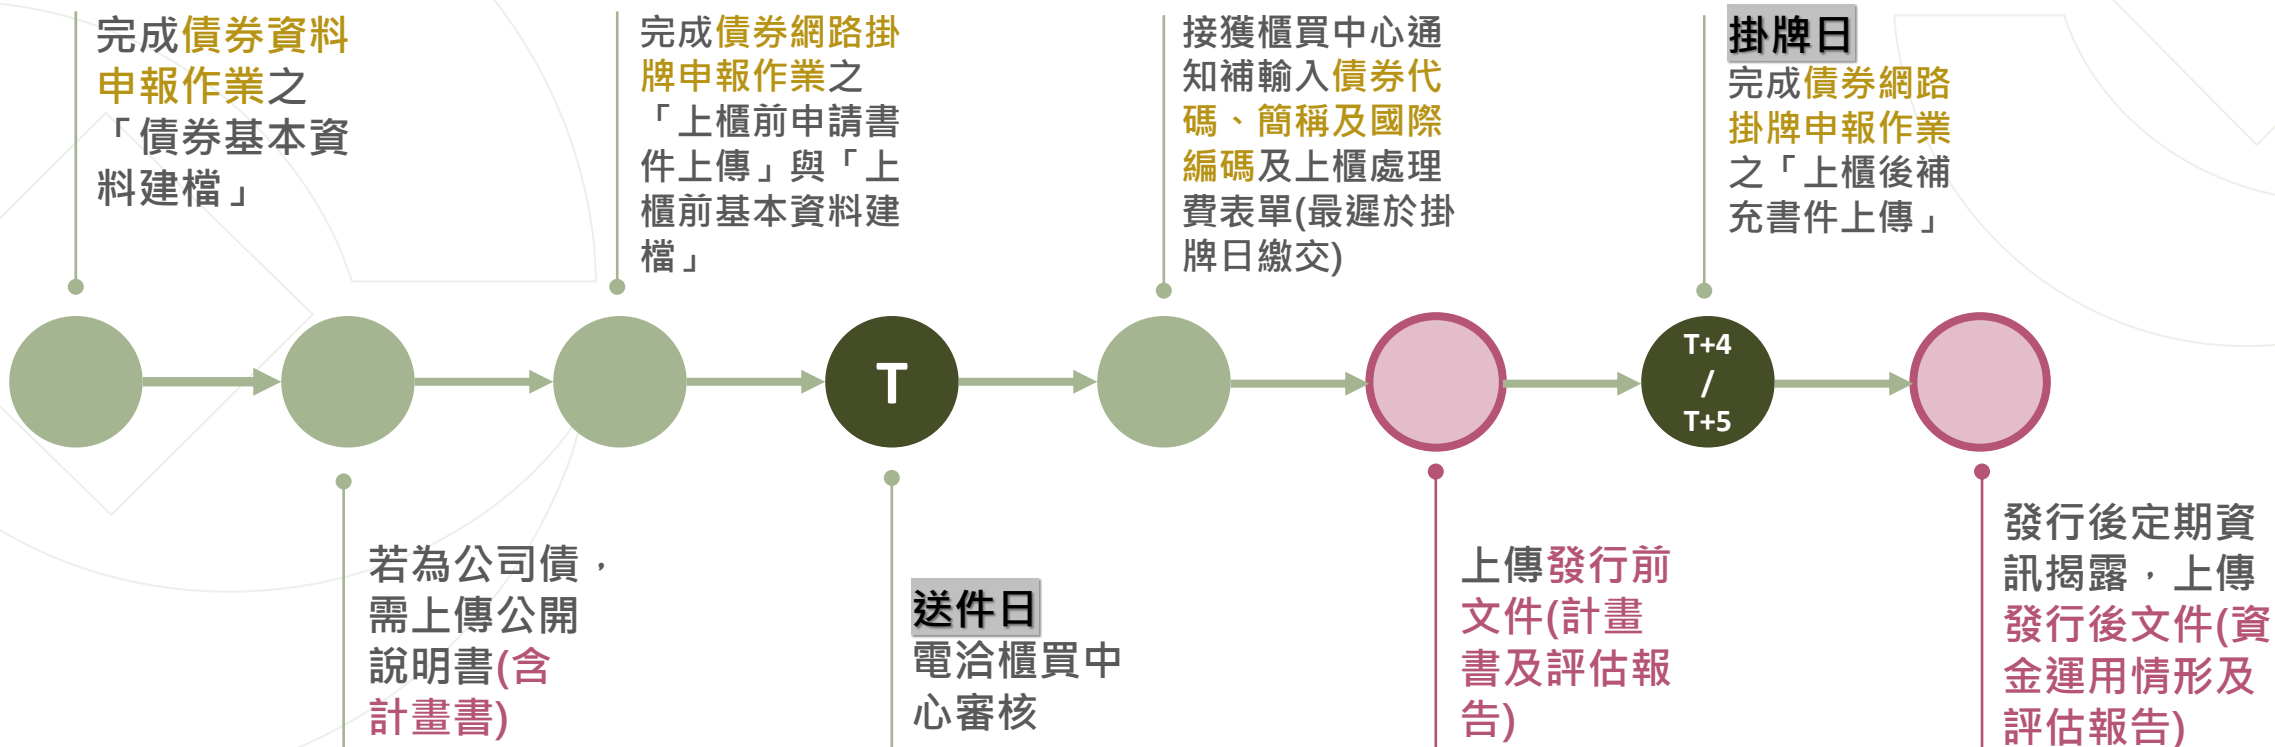 完成債券資料
申報作業之
「債券基本資
料建檔」
完成債券網路掛
牌申報作業之
「上櫃前申請書
件上傳」與「上
櫃前基本資料建
檔」
接獲櫃買中心通
知補輸入債券代
碼、簡稱及國際
編碼及上櫃處理
費表單(最遲於掛
牌日繳交)
掛牌日
完成債券網路
掛牌申報作業
之「上櫃後補
充書件上傳」
T
T+4
/
T+5
若為公司債，
需上傳公開
說明書(含
計畫書)
送件日
電洽櫃買中
心審核
上傳發行前
文件(計畫
書及評估報
告)
發行後定期資
訊揭露，上傳
發行後文件(資
金運用情形及
評估報告)